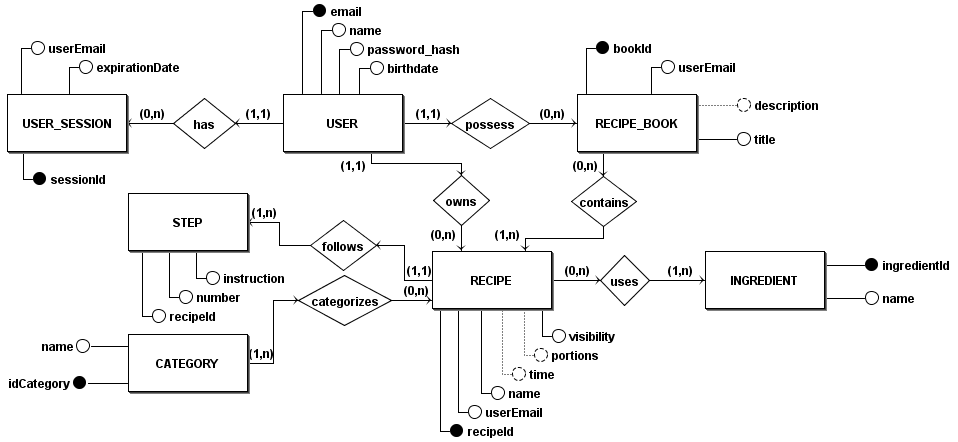 email
name
password_hash
birthdate
userEmail
expirationDate
bookId
userEmail
description
title
USER_SESSION
(0,n)
has
(1,1)
USER
(1,1)
possess
(0,n)
RECIPE_BOOK
sessionId
(1,1)
owns
(0,n)
(0,n)
contains
(1,n)
STEP
(1,n)
follows
(1,1)
instruction
number
recipeId
RECIPE
(0,n)
uses
(1,n)
INGREDIENT
ingredientId
name
categorizes
(0,n)
name
idCategory
CATEGORY
(1,n)
visibility
portions
time
name
userEmail
recipeId